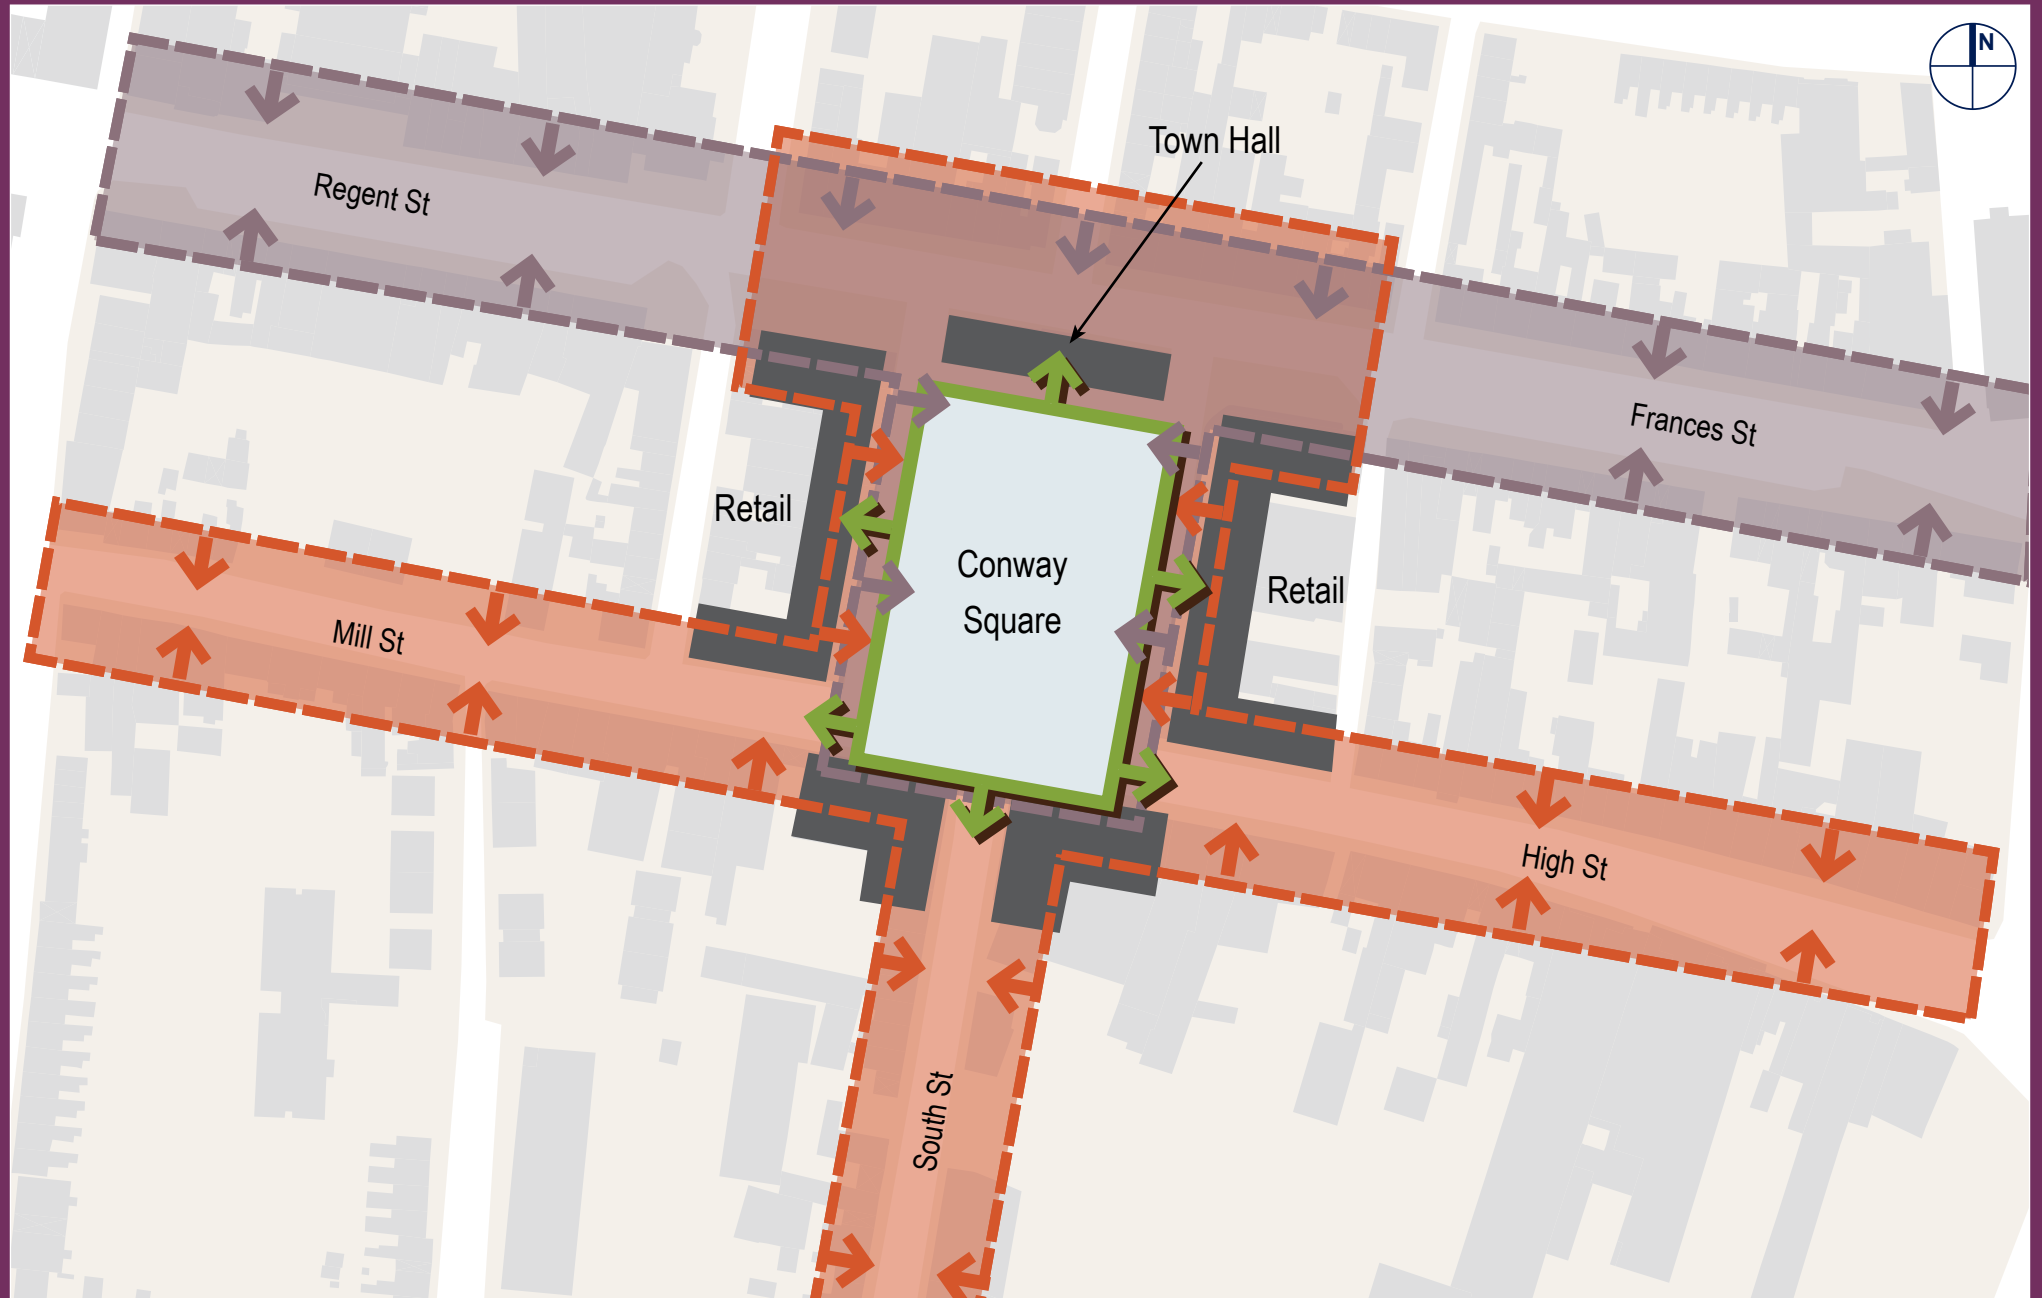 N
Town Hall
Regent St
Frances St
Retail
Conway
Square
Retail
Mill St
High St
South St